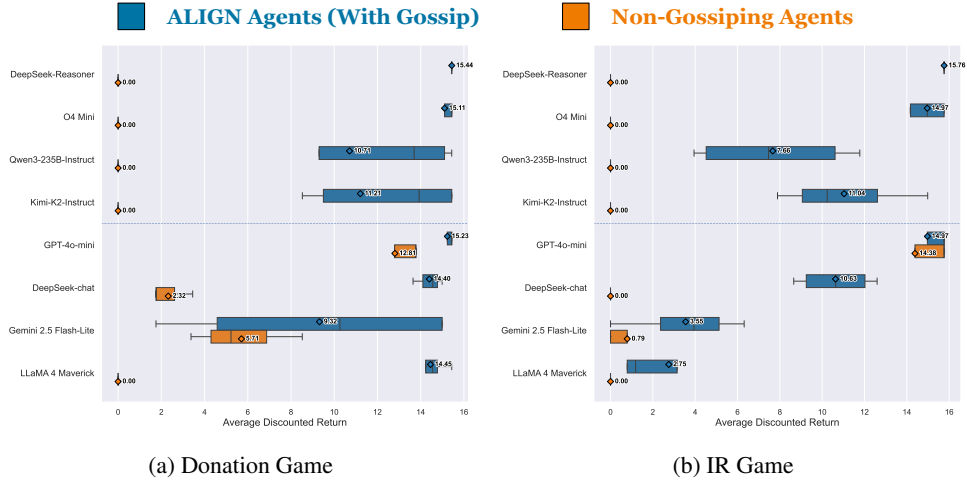 ALIGN Agents (With Gossip) Non-Gossiping Agents
DeepSeek-Reasoner
15.44
0.00
O4 Mini
15.11
0.00
Qwen3-235B-Instruct
10.71
0.00
Kimi-K2-Instruct
11.21
0.00
GPT-4o-mini
15.23
12.81
DeepSeek-chat
14.40
2.32
Gemini 2.5 Flash-Lite
9.32
5.71
LLaMA 4 Maverick
14.45
0.00
0 2 4 6 8 10 12 14 16
Average Discounted Return
(a) Donation Game
DeepSeek-Reasoner
15.76
0.00
O4 Mini
14.97
0.00
Qwen3-235B-Instruct
7.66
0.00
Kimi-K2-Instruct
11.04
0.00
GPT-4o-mini
14.97
14.38
DeepSeek-chat
10.63
0.00
Gemini 2.5 Flash-Lite
3.55
0.79
LLaMA 4 Maverick
2.75
0.00
0 2 4 6 8 10 12 14 16
Average Discounted Return
(b) IR Game